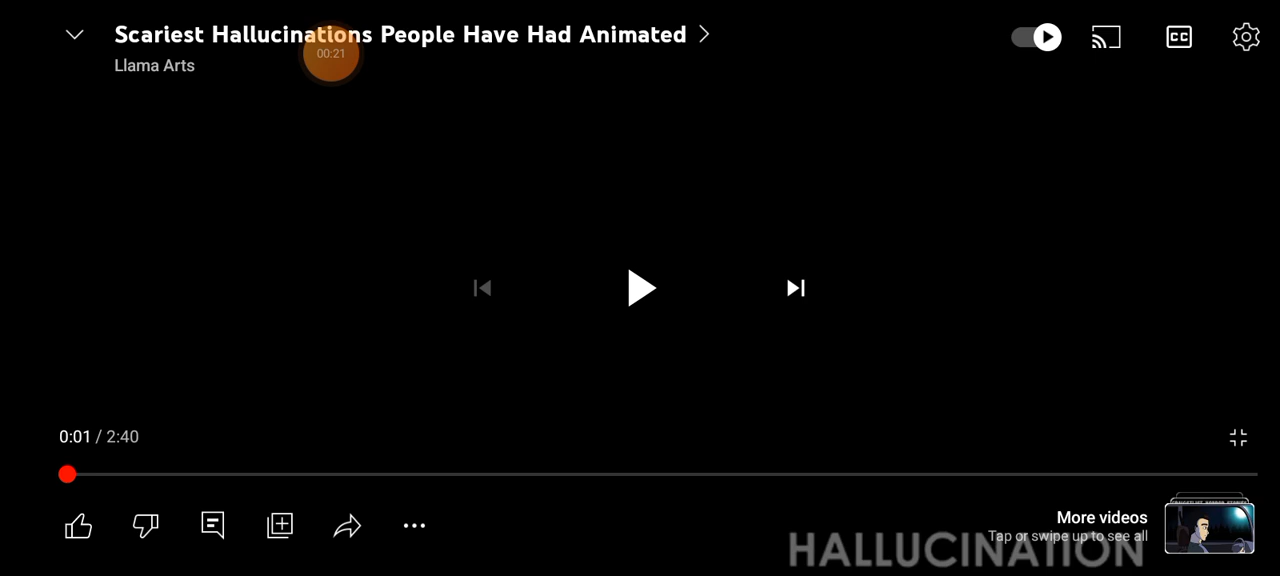 Scariest Hallucinations People Have Had Animated
00:21
Llama Arts
CC
0:01 / 2:40
More videos
Tap or swipe up to see all
HALLUCINATION